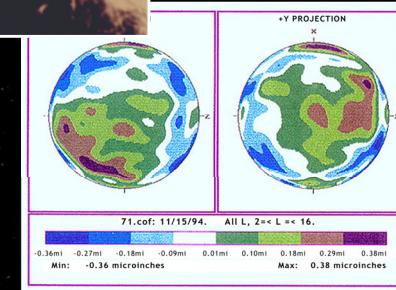 +Y PROJECTION
X
Z
71.cof: 11/15/94. All L, 2=< L =< 16.
-0.36mi -0.27mi -0.18mi -0.09mi 0.01mi 0.10mi 0.18mi 0.29mi 0.38mi
Min: -0.36 microinches Max: 0.38 microinches